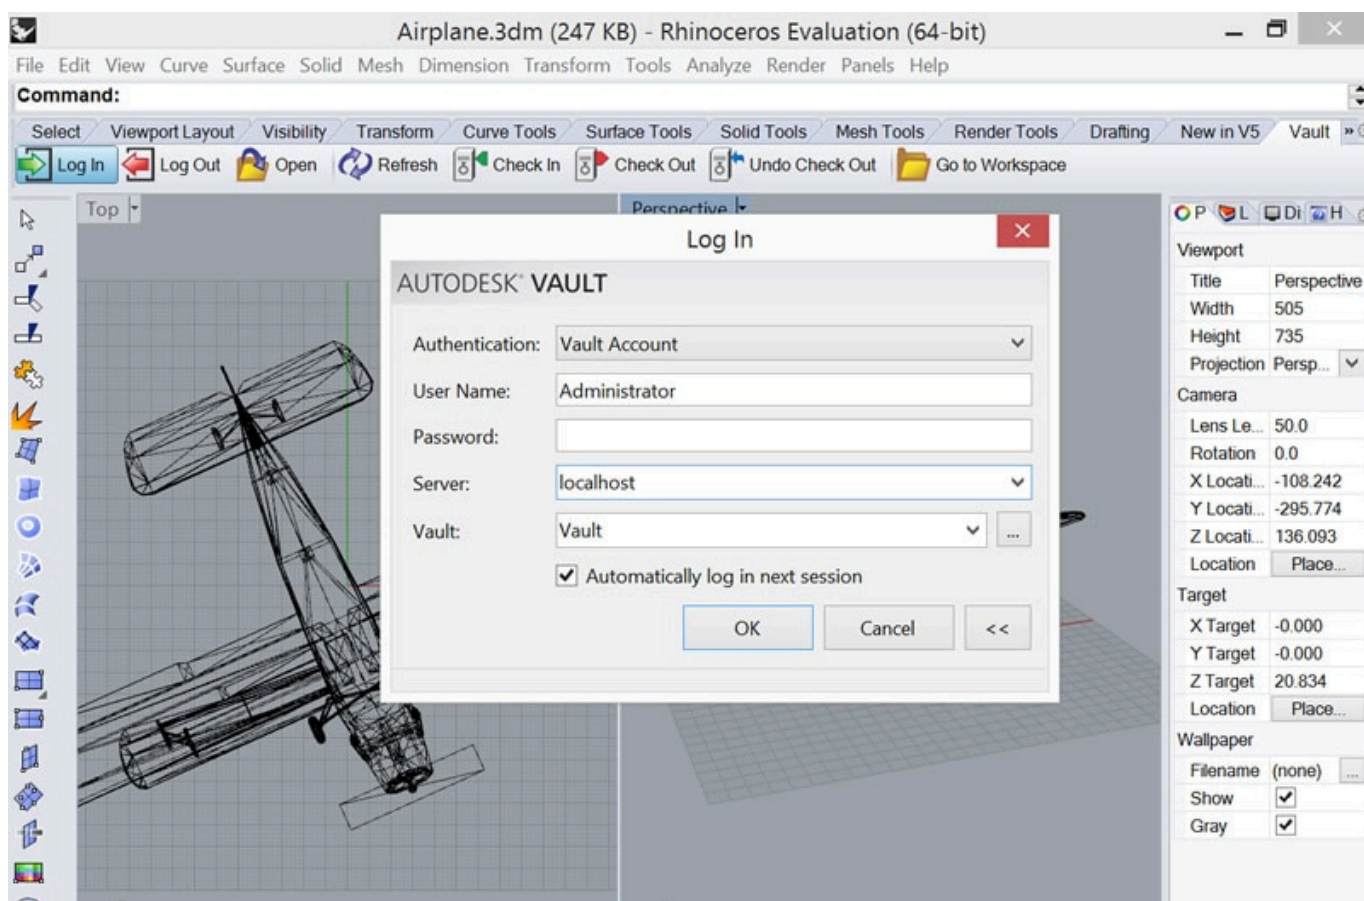 Airplane.3dm (247 KB) - Rhinoceros Evaluation (64-bit)
File Edit View Curve Surface Solid Mesh Dimension Transform Tools Analyze Render Panels Help
Command:
Select Viewport Layout Visibility Transform Curve Tools Surface Tools Solid Tools Mesh Tools Render Tools Drafting New in V5 Vault »
Log In Log Out Open Refresh Check In Check Out Undo Check Out Go to Workspace
Top Perspective P L Di H
Log In
AUTODESK® VAULT
Authentication: Vault Account
User Name: Administrator
Password:
Server: localhost
Vault: Vault ...
Automatically log in next session
OK Cancel <<
Viewport
Title Perspective
Width 505
Height 735
Projection Persp...
Camera
Lens Le... 50.0
Rotation 0.0
X Locati... -108.242
Y Locati... -295.774
Z Locati... 136.093
Location Place...
Target
X Target -0.000
Y Target -0.000
Z Target 20.834
Location Place...
Wallpaper
Filename (none) ...
Show
Gray